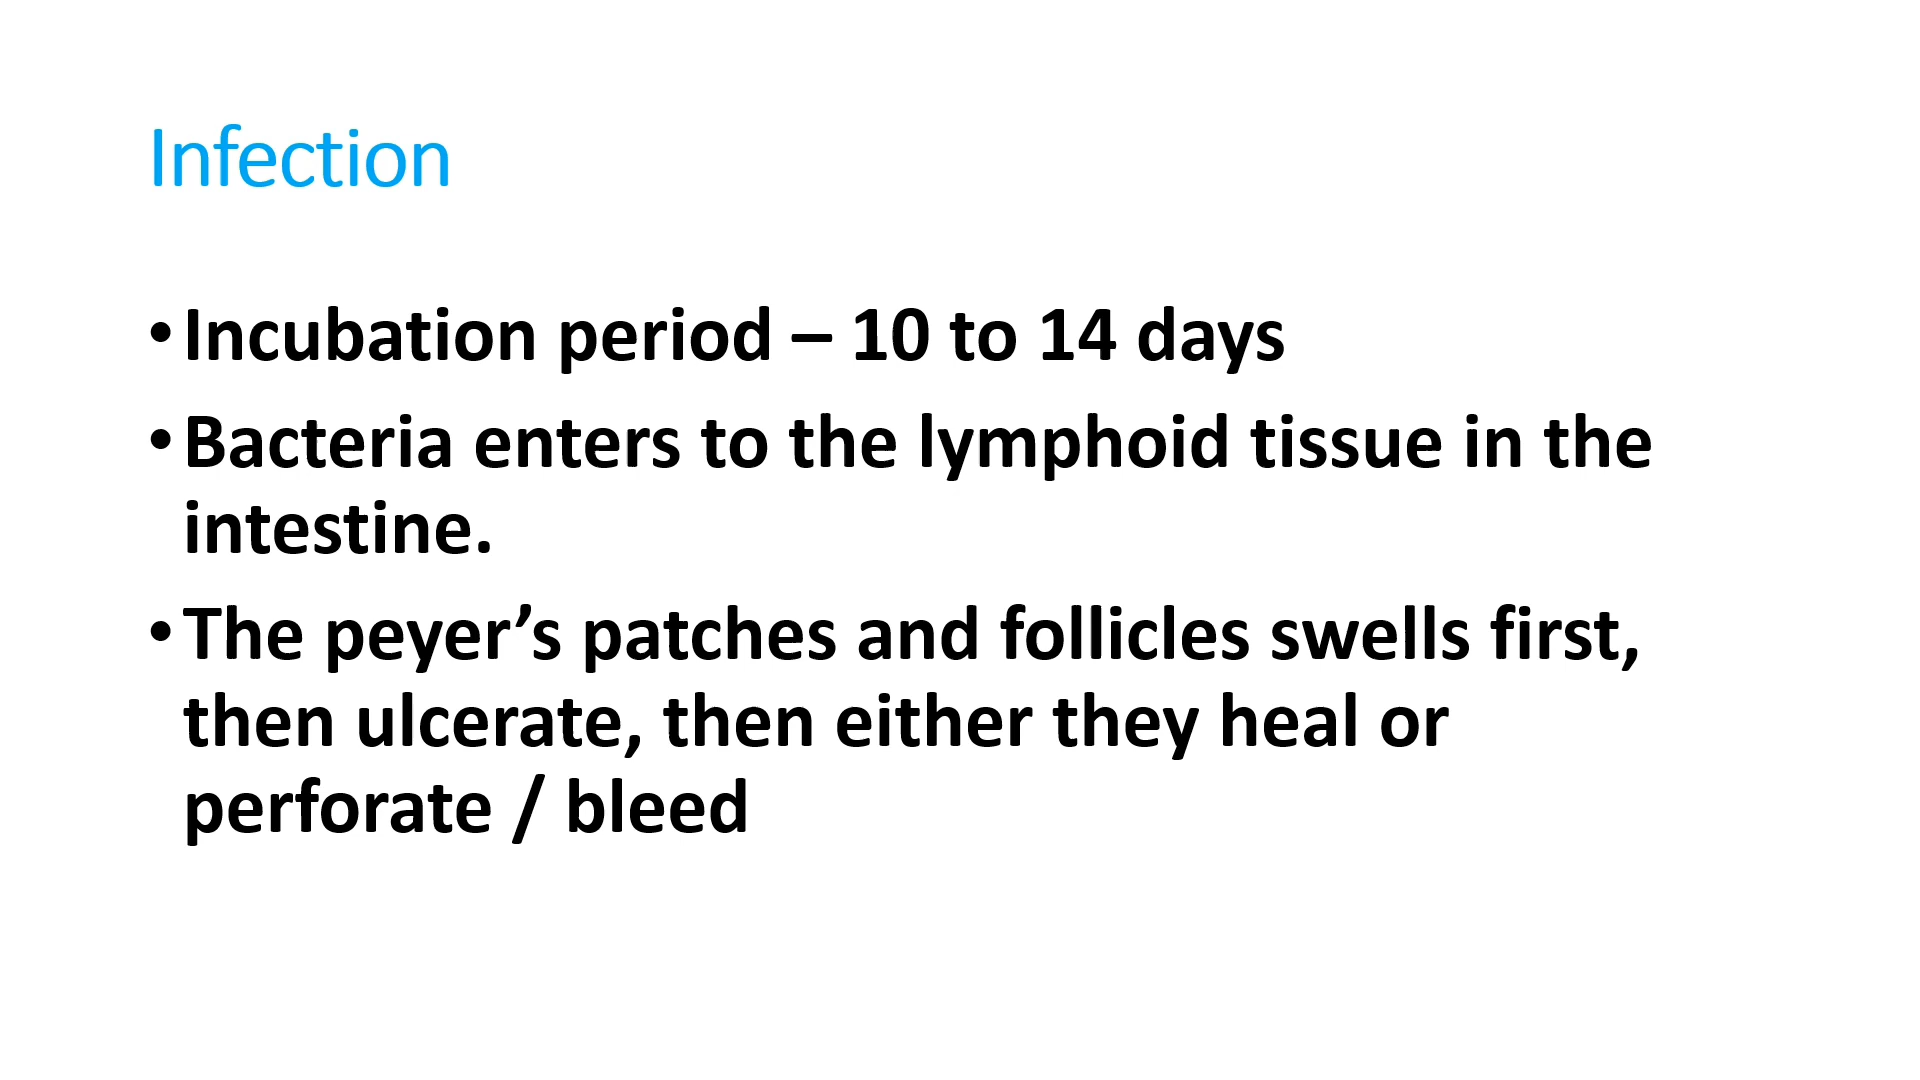 Infection
•Incubation period – 10 to 14 days
•Bacteria enters to the lymphoid tissue in the
intestine.
•The peyer’s patches and follicles swells first,
then ulcerate, then either they heal or
perforate / bleed